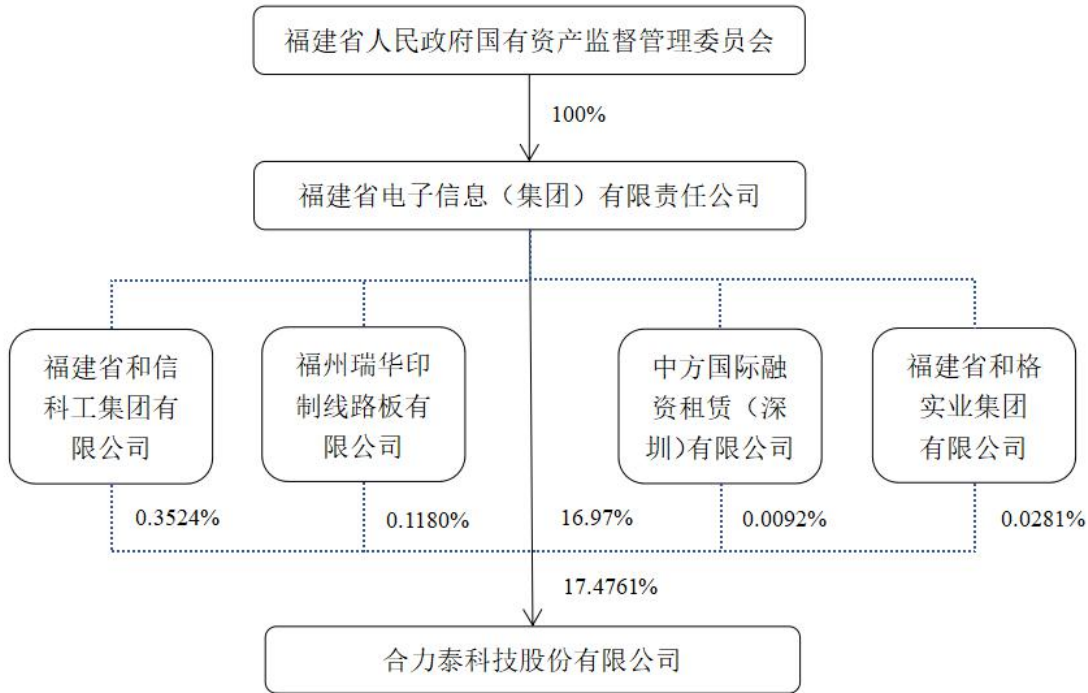 福建省人民政府国有资产监督管理委员会
100%
福建省电子信息（集团）有限责任公司
福建省和信
科工集团有
限公司
福州瑞华印
制线路板有
限公司
中方国际融
资租赁（深
圳)有限公司
福建省和格
实业集团
有限公司
0.3524%
0.1180%
16.97%
0.0092%
0.0281%
17.4761%
合力泰科技股份有限公司